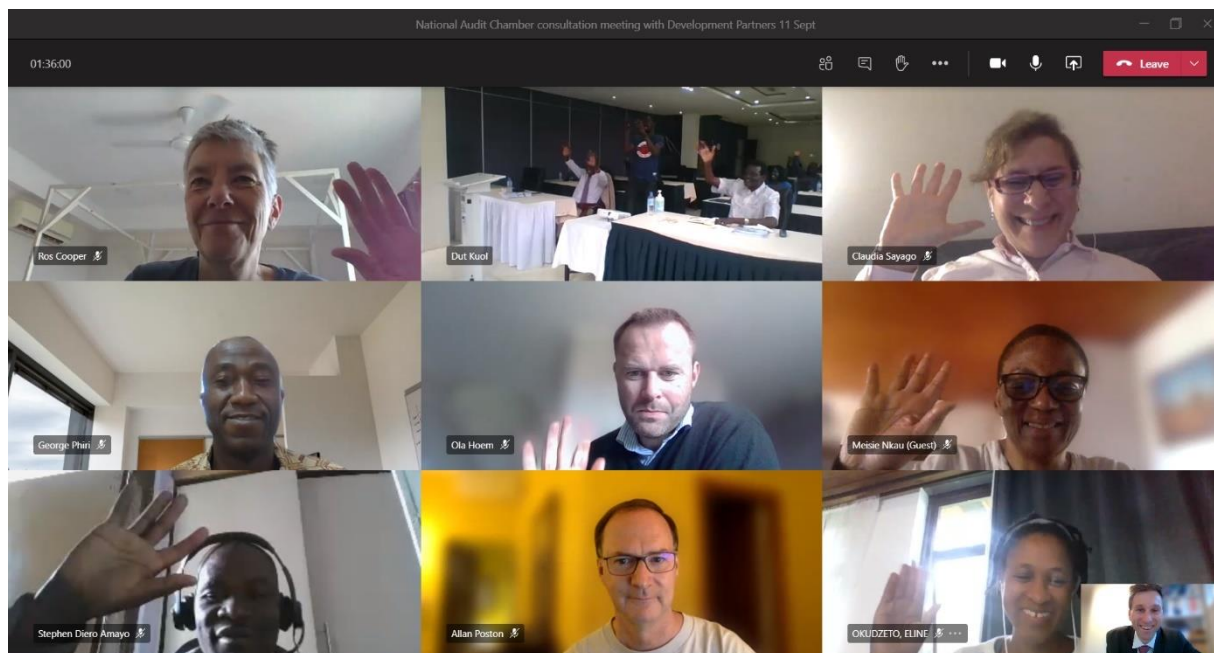 National Audit Chamber consultation meeting with Development Partners 11 Sept
01:36:00
Leave
Ros Cooper
Dut Kuol
Claudia Sayago
George Phiri
Ola Hoem
Meisie Nkau (Guest)
Stephen Diero Amayo
Allan Poston
OKUDZETO, ELINE